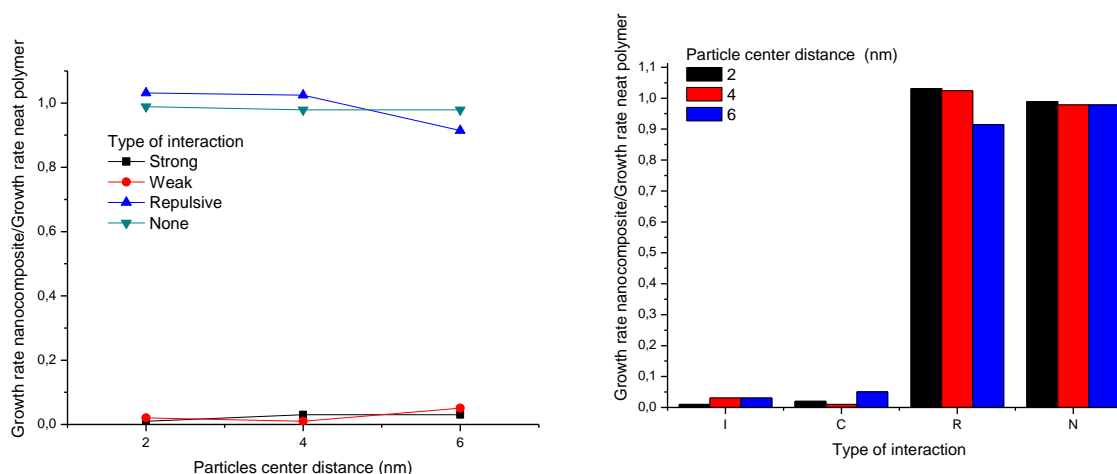 Growth rate nanocomposite/Growth rate neat polymer
1,0
0,8
0,6
0,4
0,2
0,0
Type of interaction
Strong
Weak
Repulsive
None
2 4 6
Particles center distance (nm)
Growth rate nanocomposite/Growth rate neat polymer
Particle center distance (nm)
2
4
6
1,1
1,0
0,9
0,8
0,7
0,6
0,5
0,4
0,3
0,2
0,1
0,0
I C R N
Type of interaction